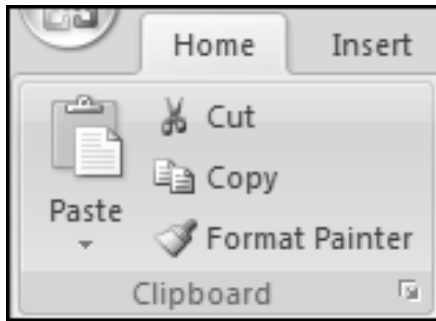 Home Insert
Cut
Copy
Paste
Format Painter
Clipboard